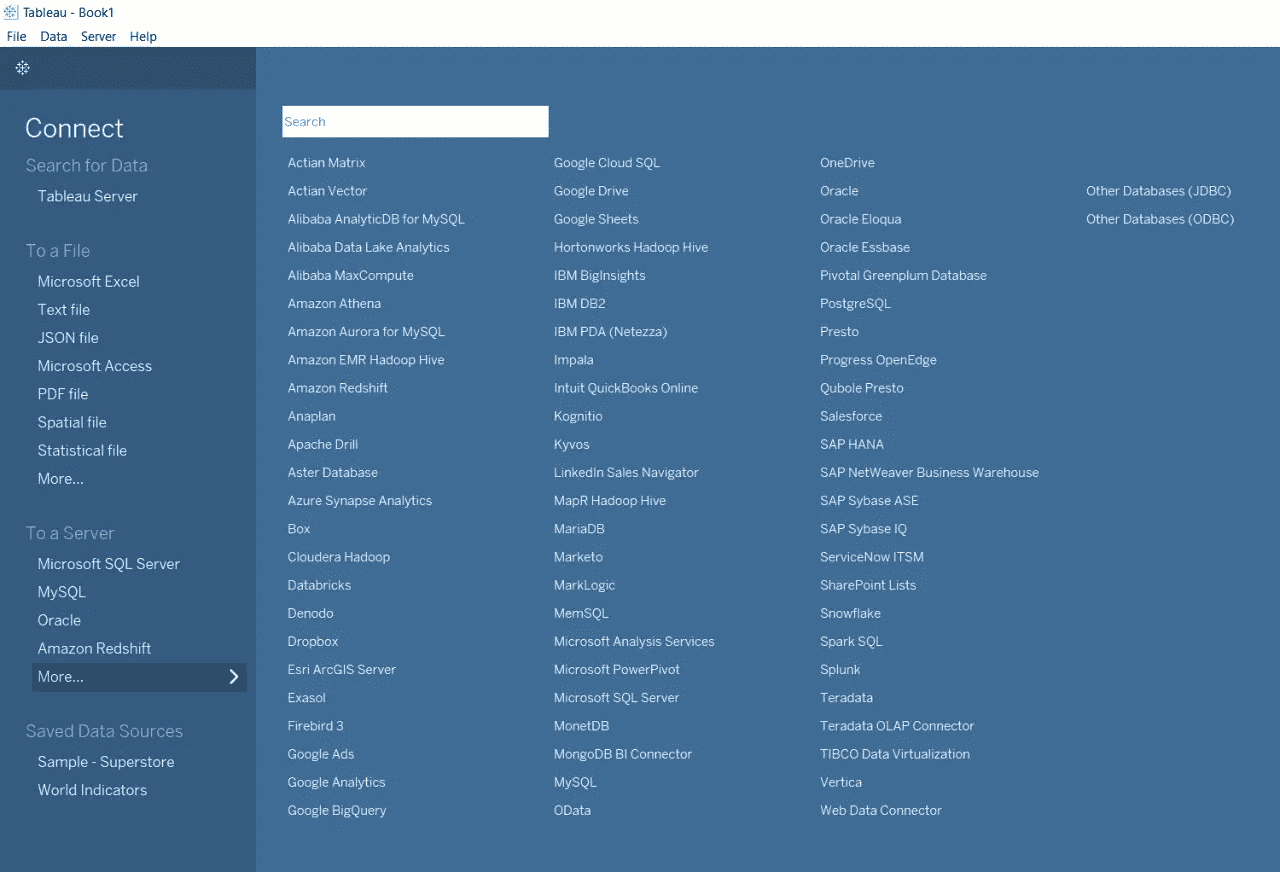 Tableau - Book1
File Data Server Help
Connect
Search for Data
Tableau Server
To a File
Microsoft Excel
Text file
JSON file
Microsoft Access
PDF file
Spatial file
Statistical file
More...
To a Server
Microsoft SQL Server
MySQL
Oracle
Amazon Redshift
More...
Saved Data Sources
Sample - Superstore
World Indicators
Search
Actian Matrix
Actian Vector
Alibaba AnalyticDB for MySQL
Alibaba Data Lake Analytics
Alibaba MaxCompute
Amazon Athena
Amazon Aurora for MySQL
Amazon EMR Hadoop Hive
Amazon Redshift
Anaplan
Apache Drill
Aster Database
Azure Synapse Analytics
Box
Cloudera Hadoop
Databricks
Denodo
Dropbox
Esri ArcGIS Server
Exasol
Firebird 3
Google Ads
Google Analytics
Google BigQuery
Google Cloud SQL
Google Drive
Google Sheets
Hortonworks Hadoop Hive
IBM BigInsights
IBM DB2
IBM PDA (Netezza)
Impala
Intuit QuickBooks Online
Kognitio
Kyvos
LinkedIn Sales Navigator
MapR Hadoop Hive
MariaDB
Marketo
MarkLogic
MemSQL
Microsoft Analysis Services
Microsoft PowerPivot
Microsoft SQL Server
MonetDB
MongoDB BI Connector
MySQL
OData
OneDrive
Oracle
Oracle Eloqua
Oracle Essbase
Pivotal Greenplum Database
PostgreSQL
Presto
Progress OpenEdge
Qubole Presto
Salesforce
SAP HANA
SAP NetWeaver Business Warehouse
SAP Sybase ASE
SAP Sybase IQ
ServiceNow ITSM
SharePoint Lists
Snowflake
Spark SQL
Splunk
Teradata
Teradata OLAP Connector
TIBCO Data Virtualization
Vertica
Web Data Connector
Other Databases (JDBC)
Other Databases (ODBC)